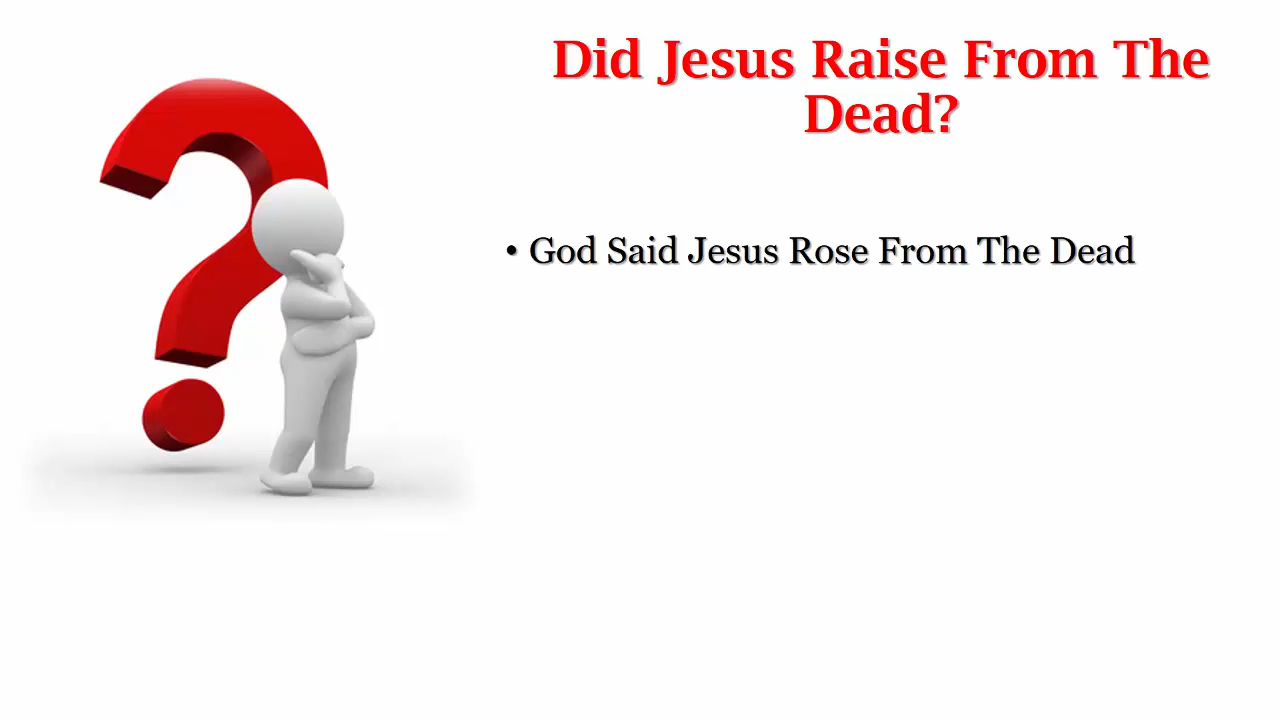 Did Jesus Raise From The
Dead?
• God Said Jesus Rose From The Dead